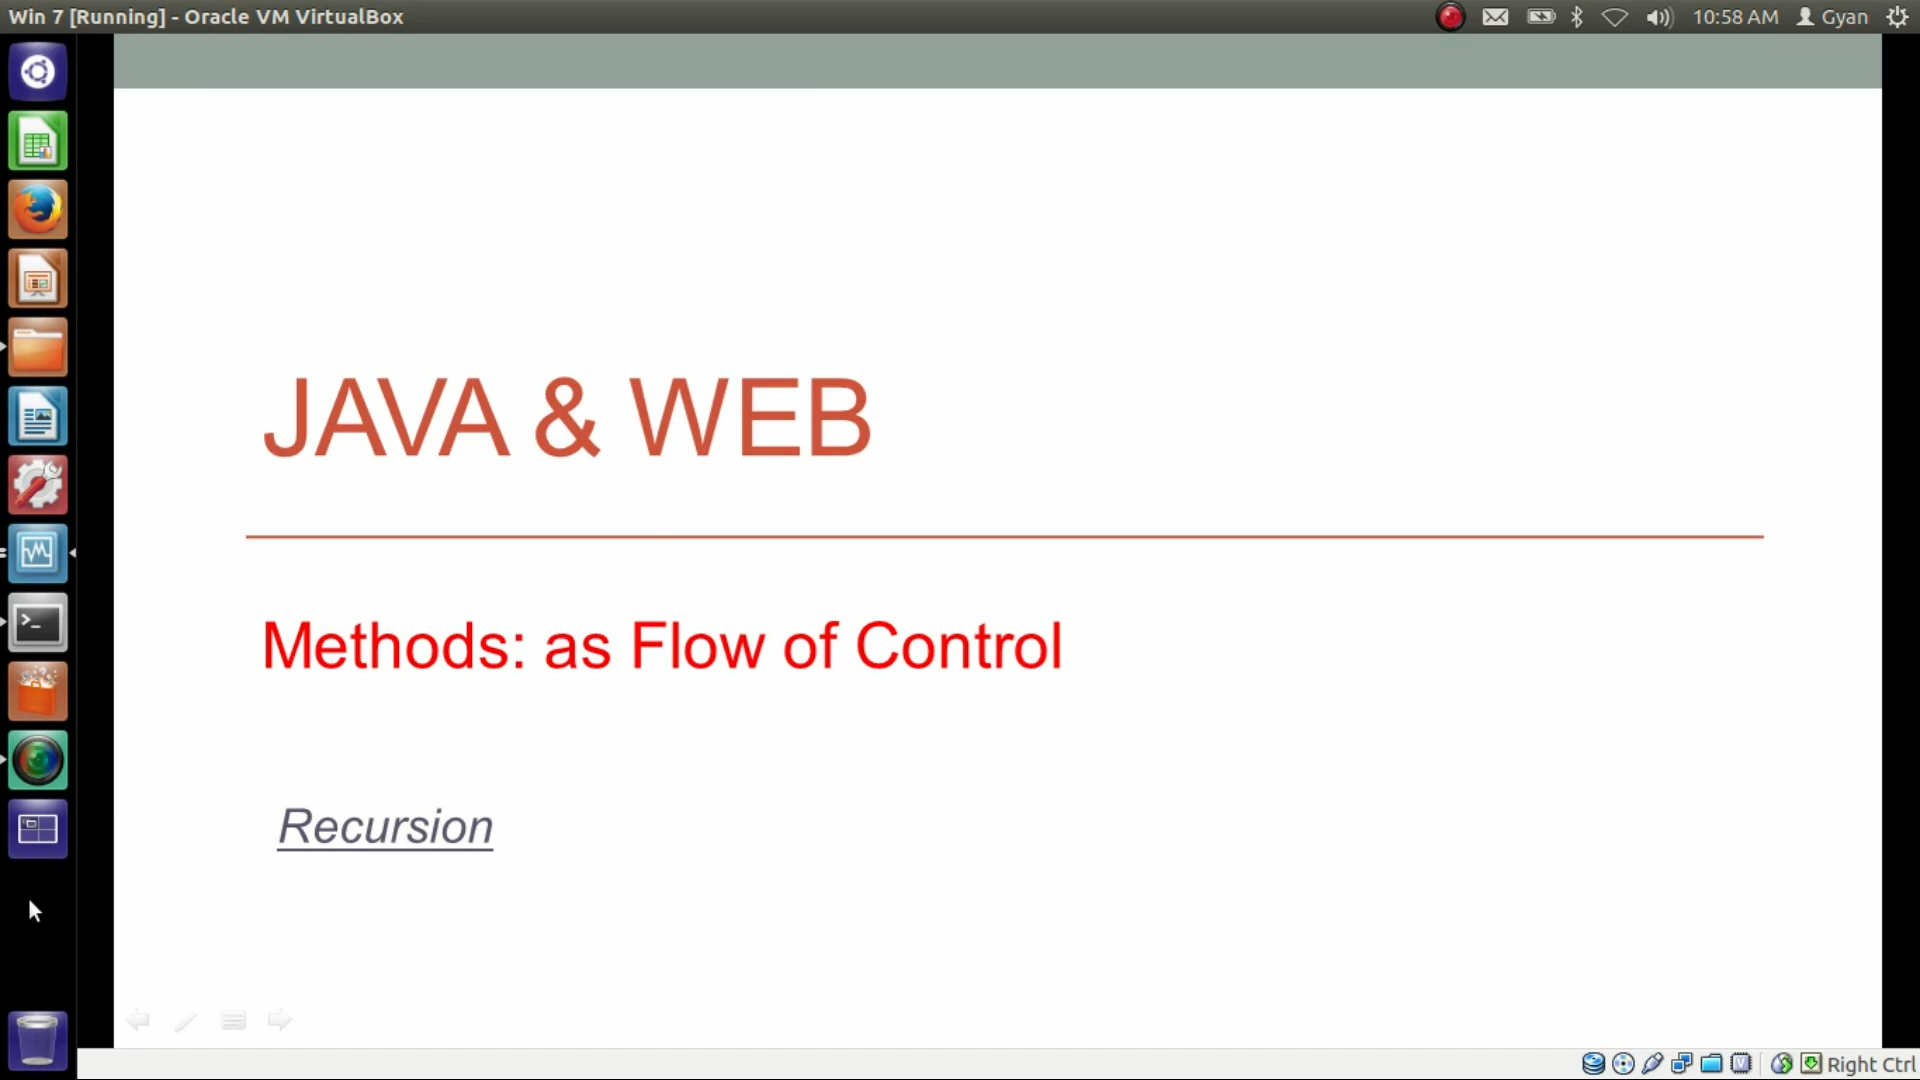 Win 7 [Running] - Oracle VM VirtualBox
10:58 AM
Gyan
JAVA & WEB
Methods: as Flow of Control
Recursion
Right Ctrl